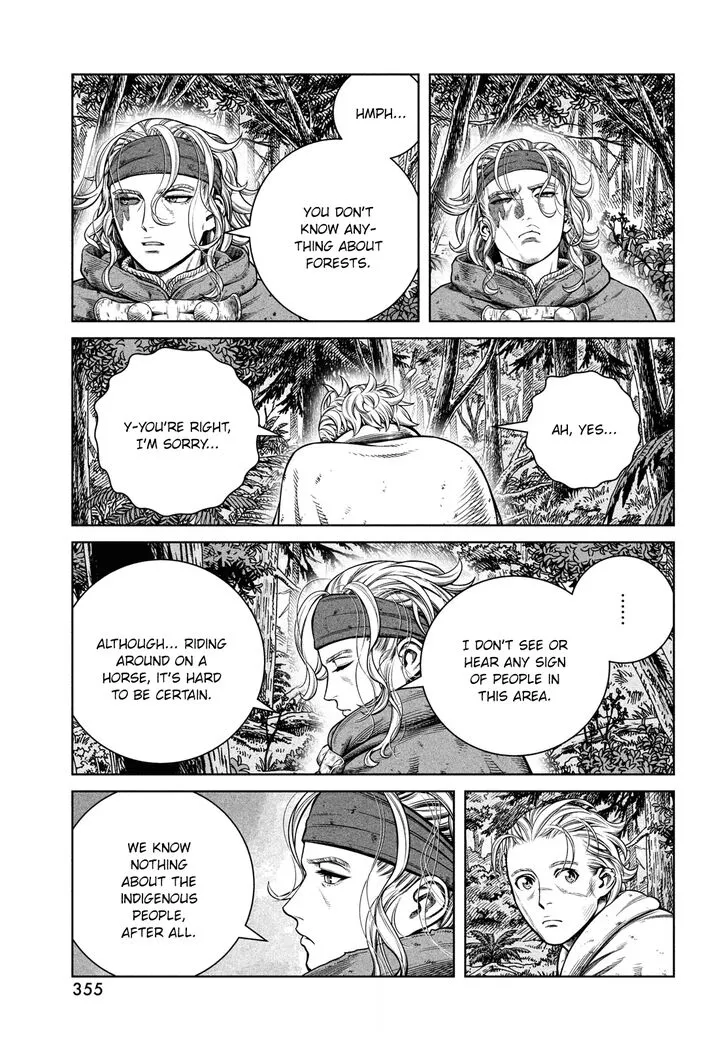 HMPH...
YOU DON'T
KNOW ANY-
THING ABOUT
FORESTS.
AH, YES...
Y-YOU'RE RIGHT,
I'M SORRY...
......
I DON'T SEE OR
HEAR ANY SIGN
OF PEOPLE IN
THIS AREA.
ALTHOUGH... RIDING
AROUND ON A
HORSE, IT'S HARD
TO BE CERTAIN.
WE KNOW
NOTHING
ABOUT THE
INDIGENOUS
PEOPLE,
AFTER ALL.
355